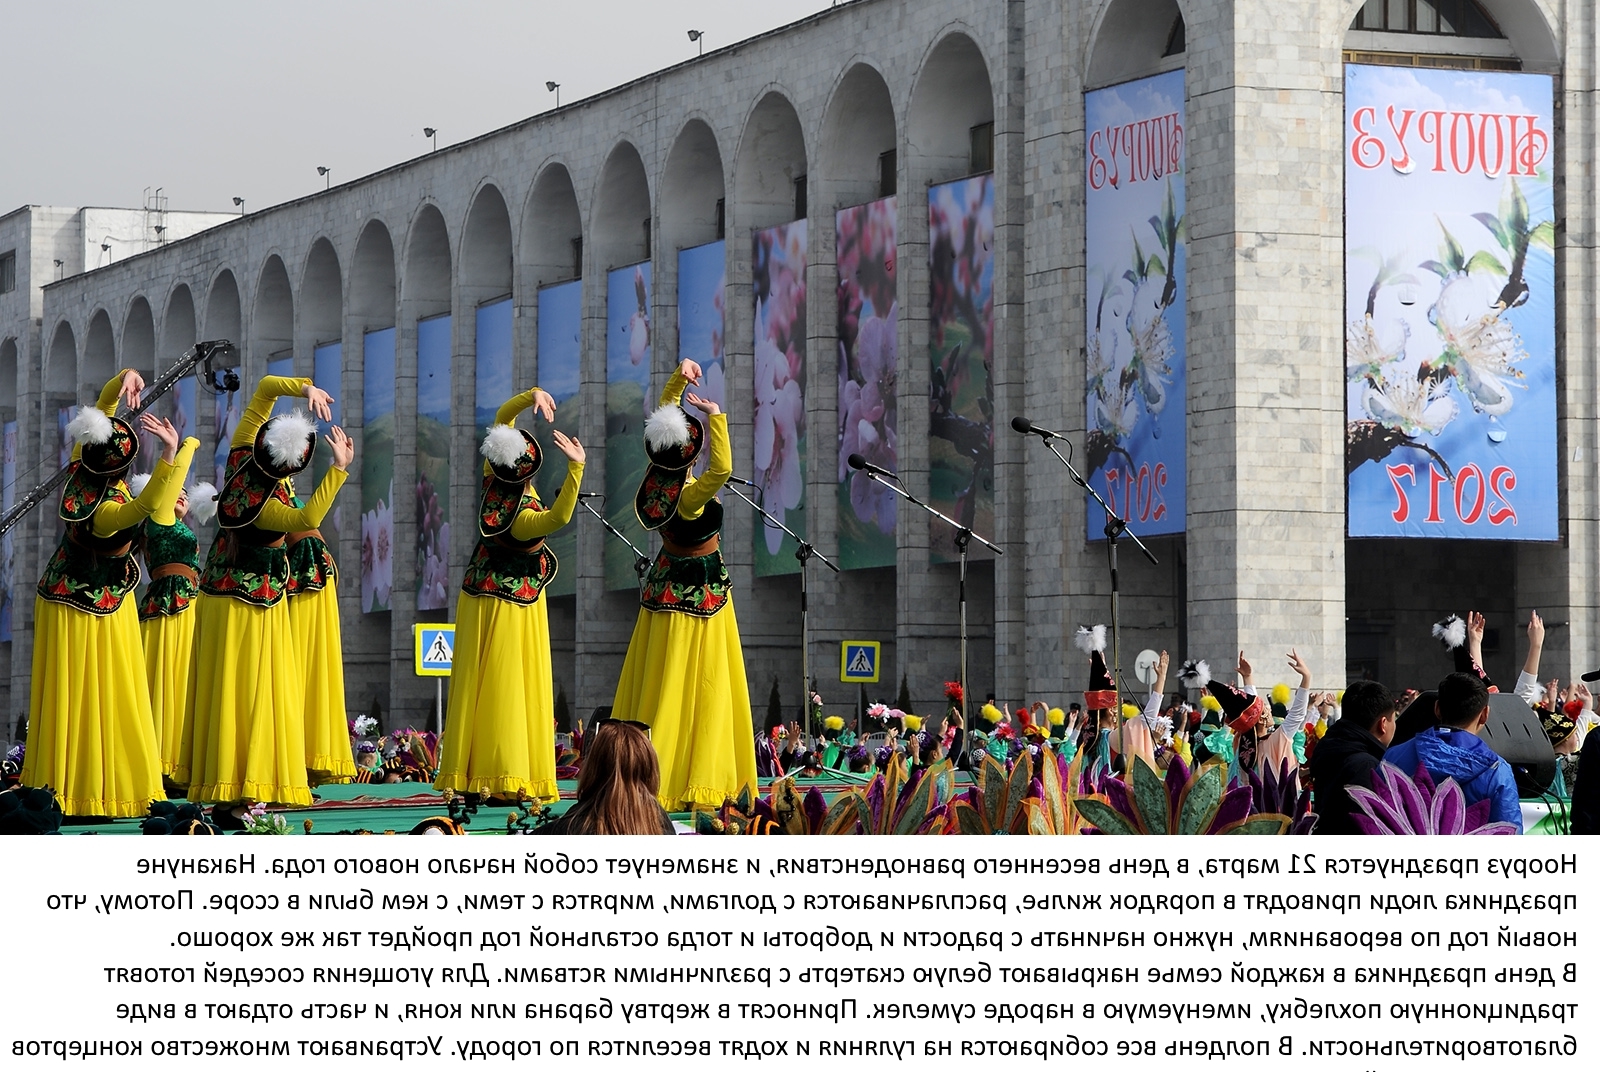 НООРУЗ
НООРУЗ
2017
2017
Нооруз празднуется 21 марта, в день весеннего равноденствия, и знаменует собой начало нового года. Накануне
праздника люди приводят в порядок жилье, расплачиваются с долгами, мирятся с теми, с кем были в ссоре. Потому, что
новый год по верованиям, нужно начинать с радости и доброты и тогда остальной год пройдет так же хорошо.
В день праздника в каждой семье накрывают белую скатерть с различными яствами. Для угощения соседей готовят
традиционную похлебку, именуемую в народе сумелек. Приносят в жертву барана или коня, и часть отдают в виде
благотворительности. В полдень все собираются на гуляния и ходят веселится по городу. Устраивают множество концертов